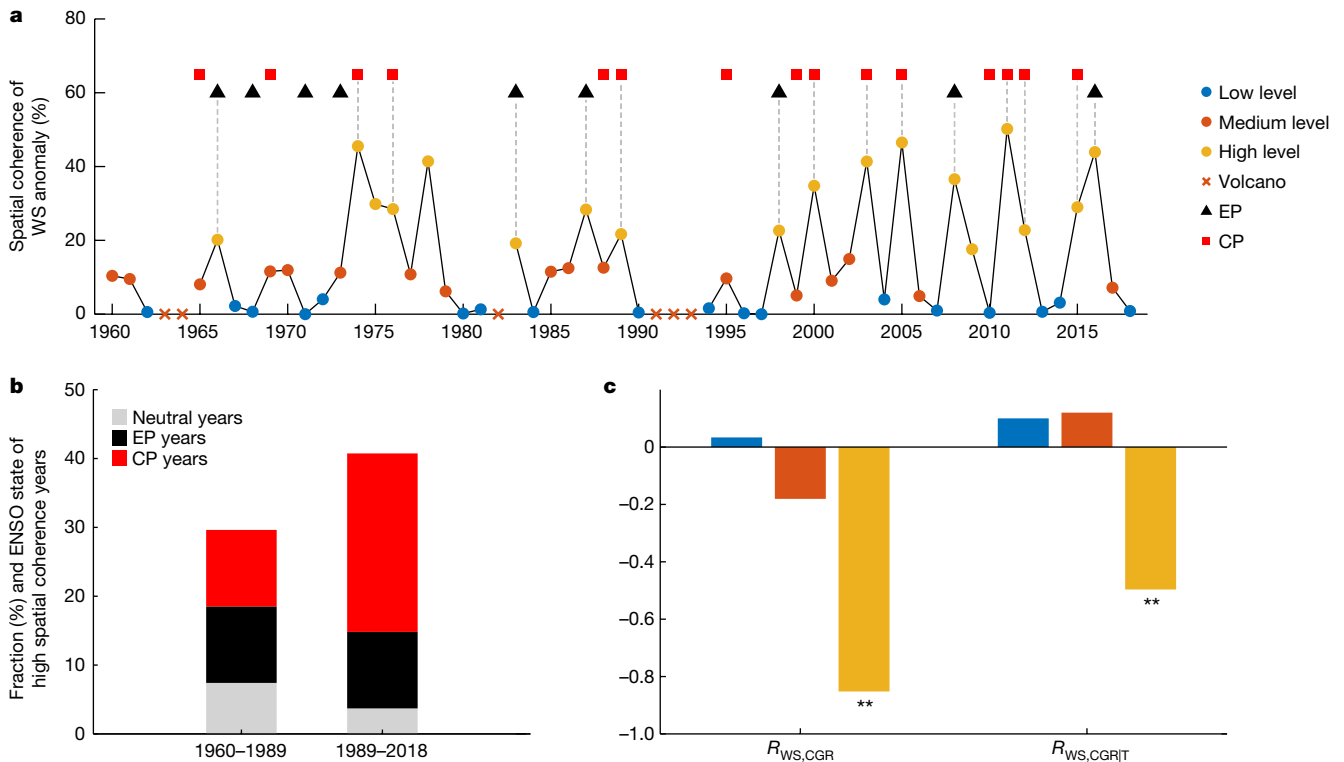 a
Spatial coherence of
WS anomaly (%)
80
60
40
20
0
1960 1965 1970 1975 1980 1985 1990 1995 2000 2005 2010 2015
Low level
Medium level
High level
Volcano
EP
CP
b
Fraction (%) and ENSO state of
high spatial coherence years
50
40
30
20
10
0
Neutral years
EP years
CP years
1960–1989 1989–2018
c
0
–0.2
–0.4
–0.6
–0.8
–1.0
**
**
RWS,CGR RWS,CGR|T